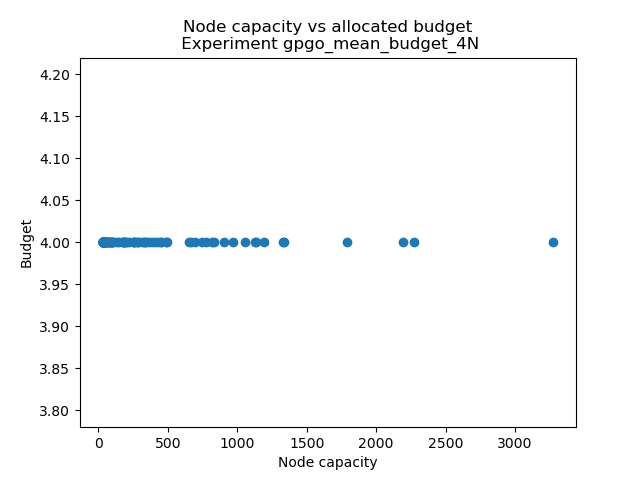 Node capacity vs allocated budget
Experiment gpgo_mean_budget_4N
4.20
4.15
4.10
4.05
4.00
3.95
3.90
3.85
3.80
Budget
0 500 1000 1500 2000 2500 3000
Node capacity